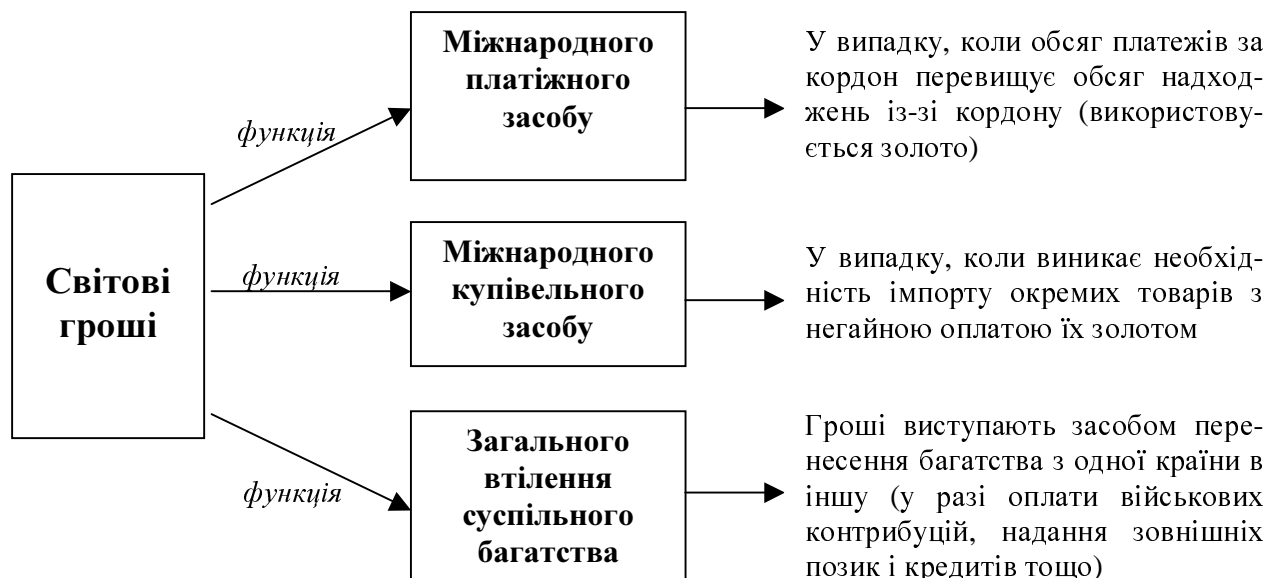 Міжнародного
платіжного
засобу
У випадку, коли обсяг платежів за
кордон перевищує обсяг надход-
жень із-зі кордону (використову-
ється золото)
функція
Світові
гроші
функція
Міжнародного
купівельного
засобу
У випадку, коли виникає необхід-
ність імпорту окремих товарів з
негайною оплатою їх золотом
функція
Загального
втілення
суспільного
багатства
Гроші виступають засобом пере-
несення багатства з одної країни в
іншу (у разі оплати військових
контрибуцій, надання зовнішніх
позик і кредитів тощо)